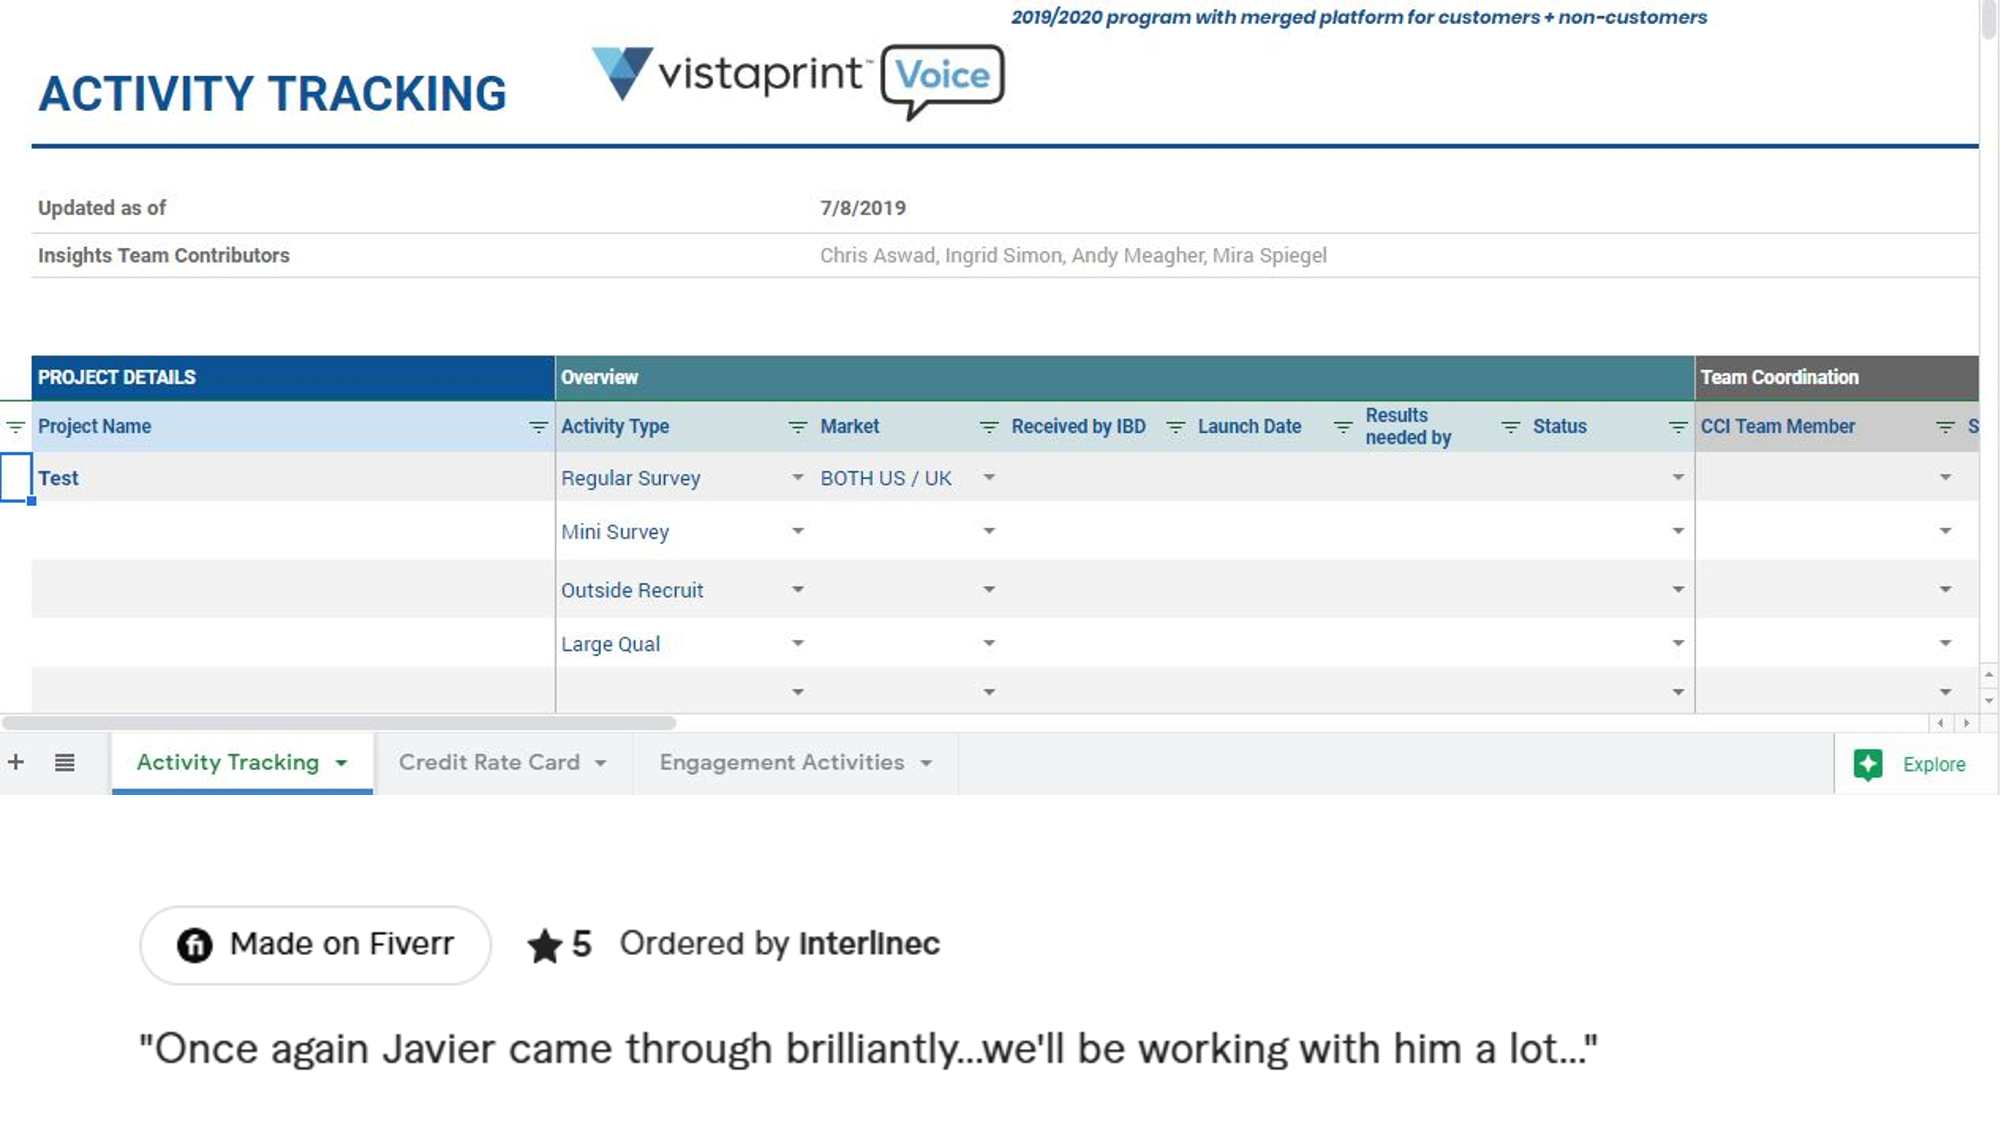 2019/2020 program with merged platform for customers + non-customers
ACTIVITY TRACKING
vistaprint™ Voice
Updated as of 7/8/2019
Insights Team Contributors Chris Aswad, Ingrid Simon, Andy Meagher, Mira Spiegel
PROJECT DETAILS Overview Team Coordination
Project Name Activity Type Market Received by IBD Launch Date Results needed by Status CCI Team Member S
Test Regular Survey BOTH US / UK
Mini Survey
Outside Recruit
Large Qual
Activity Tracking Credit Rate Card Engagement Activities Explore
fi Made on Fiverr 5 Ordered by interlinec
"Once again Javier came through brilliantly...we'll be working with him a lot..."